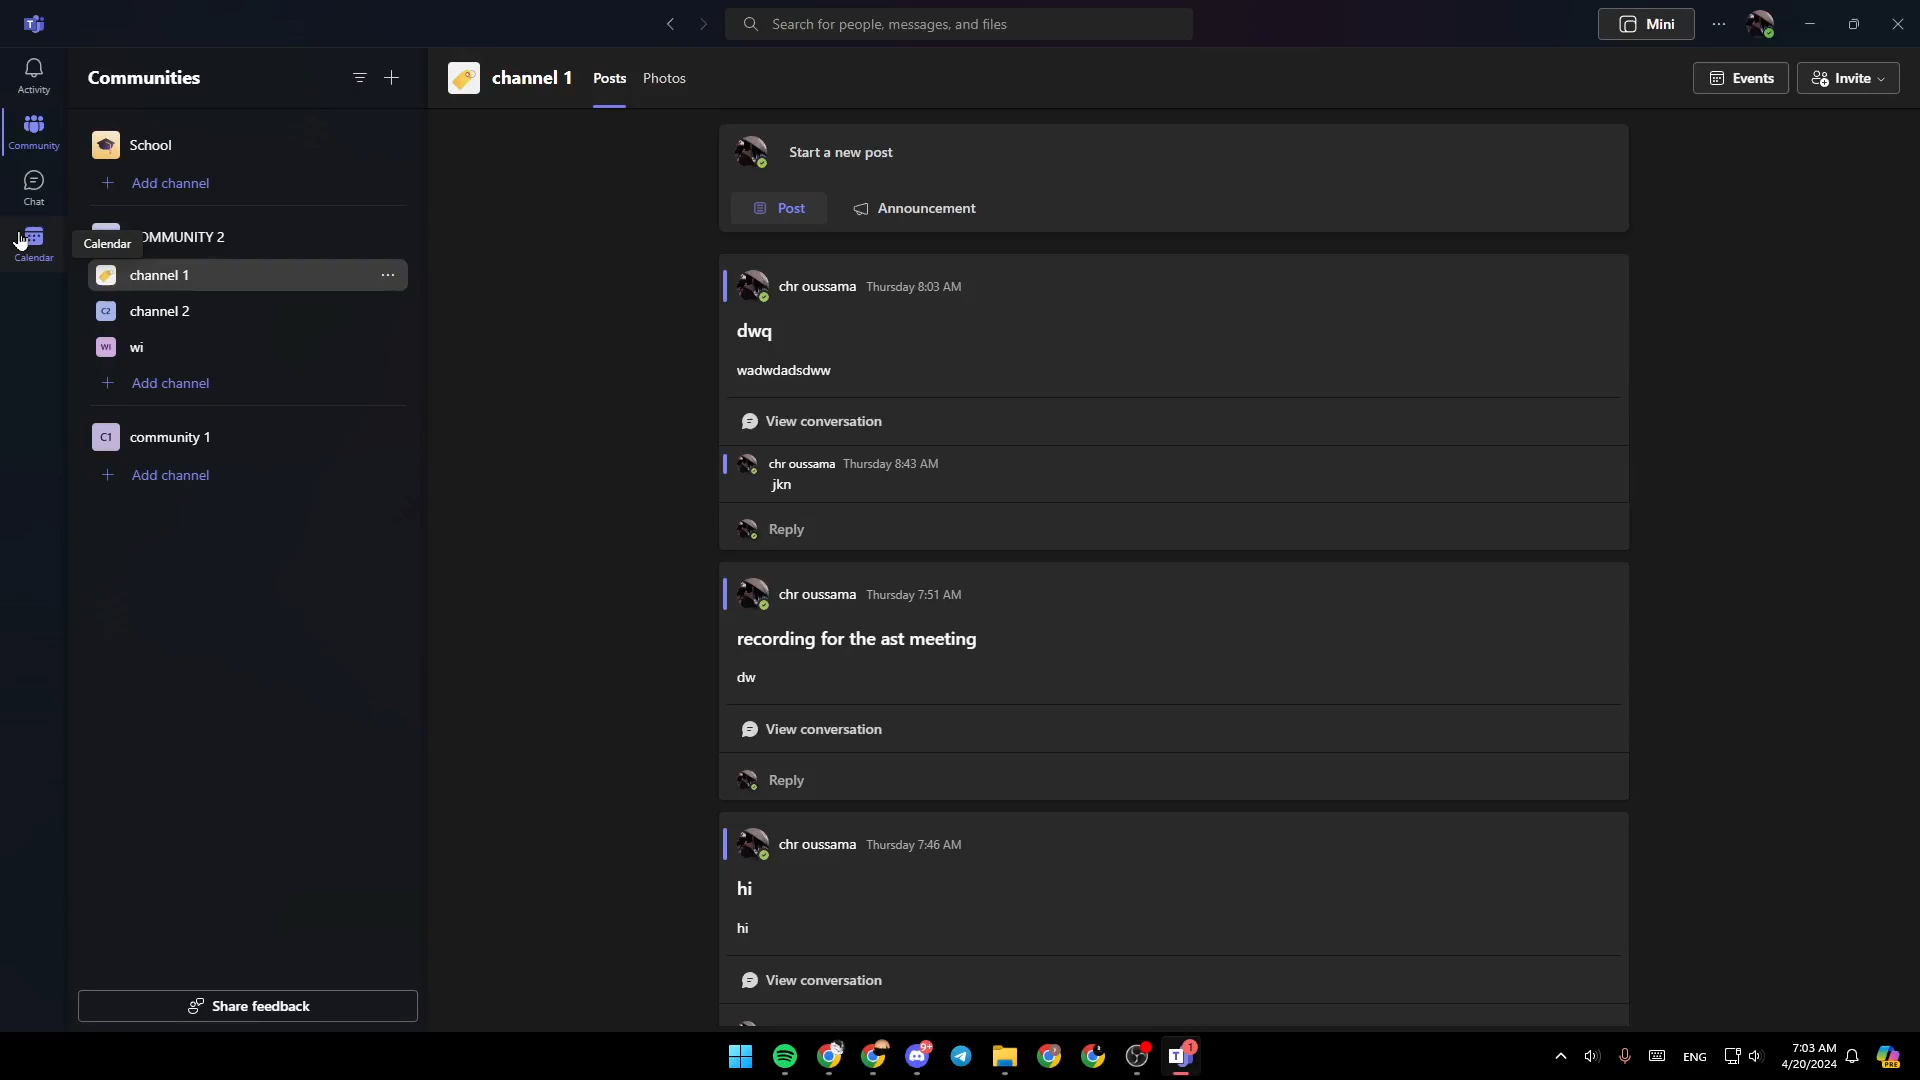 Search for people, messages, and files
Mini
Activity
Community
Chat
Calendar
Communities
School
Add channel
OMMUNITY 2
Calendar
channel 1
channel 2
C2
wi
WI
Add channel
C1
community 1
Add channel
Share feedback
channel 1
Posts
Photos
Events
Invite
Start a new post
Post
Announcement
chr oussama Thursday 8:03 AM
dwq
wadwdadsdww
View conversation
chr oussama Thursday 8:43 AM
jkn
Reply
chr oussama Thursday 7:51 AM
recording for the ast meeting
dw
View conversation
Reply
chr oussama Thursday 7:46 AM
hi
hi
View conversation
9+
1
ENG
7:03 AM
4/20/2024
PRE